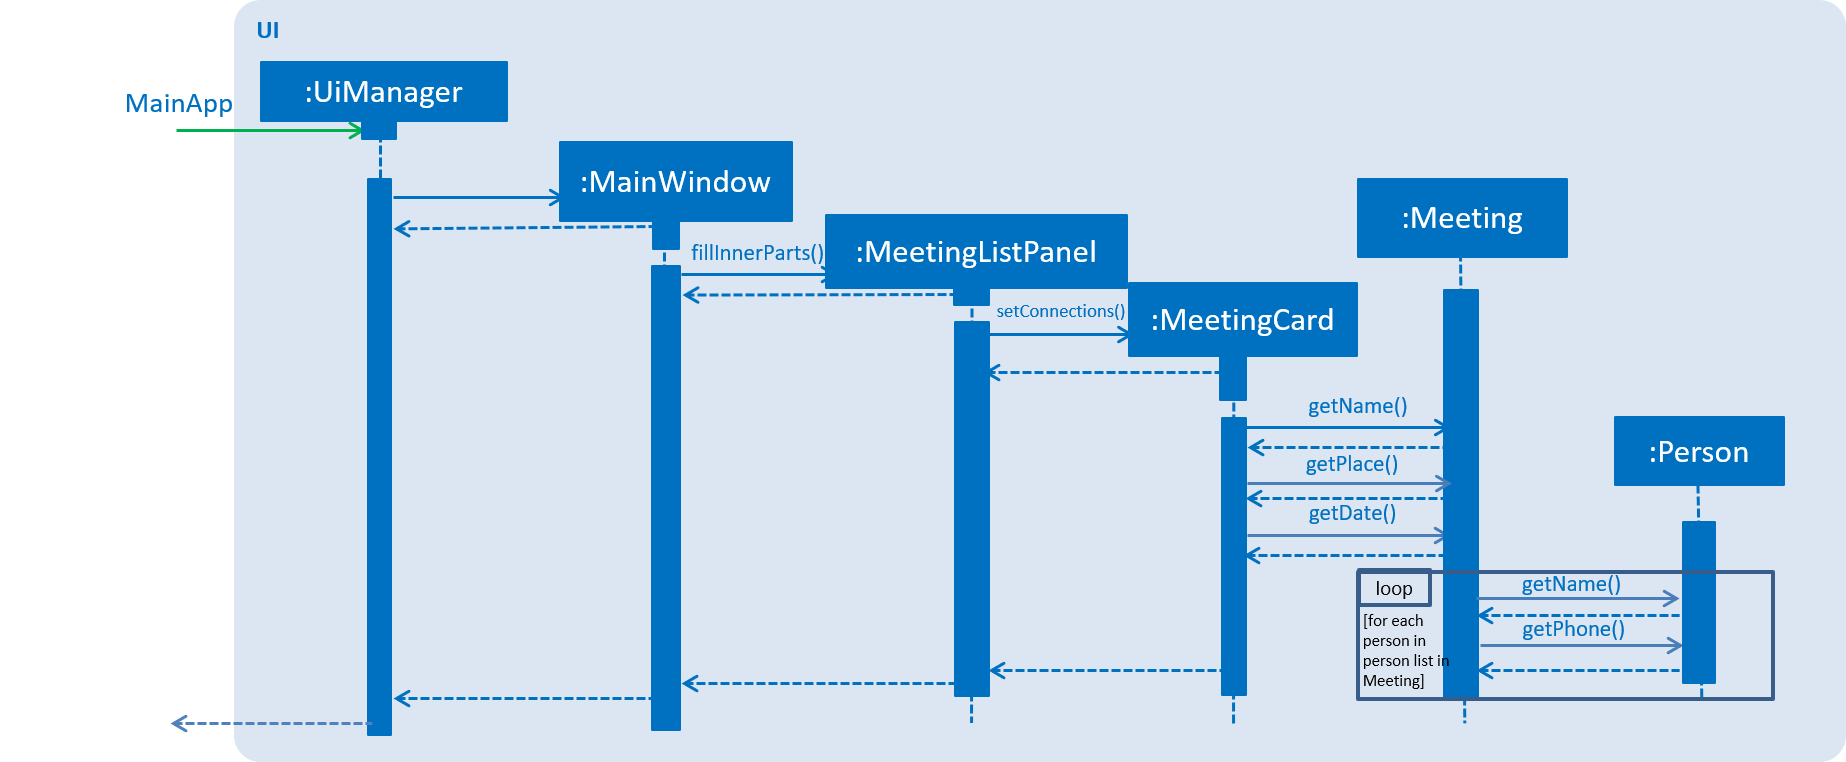 UI
:UiManager
MainApp
:MainWindow
:MeetingListPanel
:Meeting
fillInnerParts()
setConnections()
:MeetingCard
getName()
:Person
getPlace()
getDate()
loop
getName()
[for each
person in
person list in
Meeting]
getPhone()